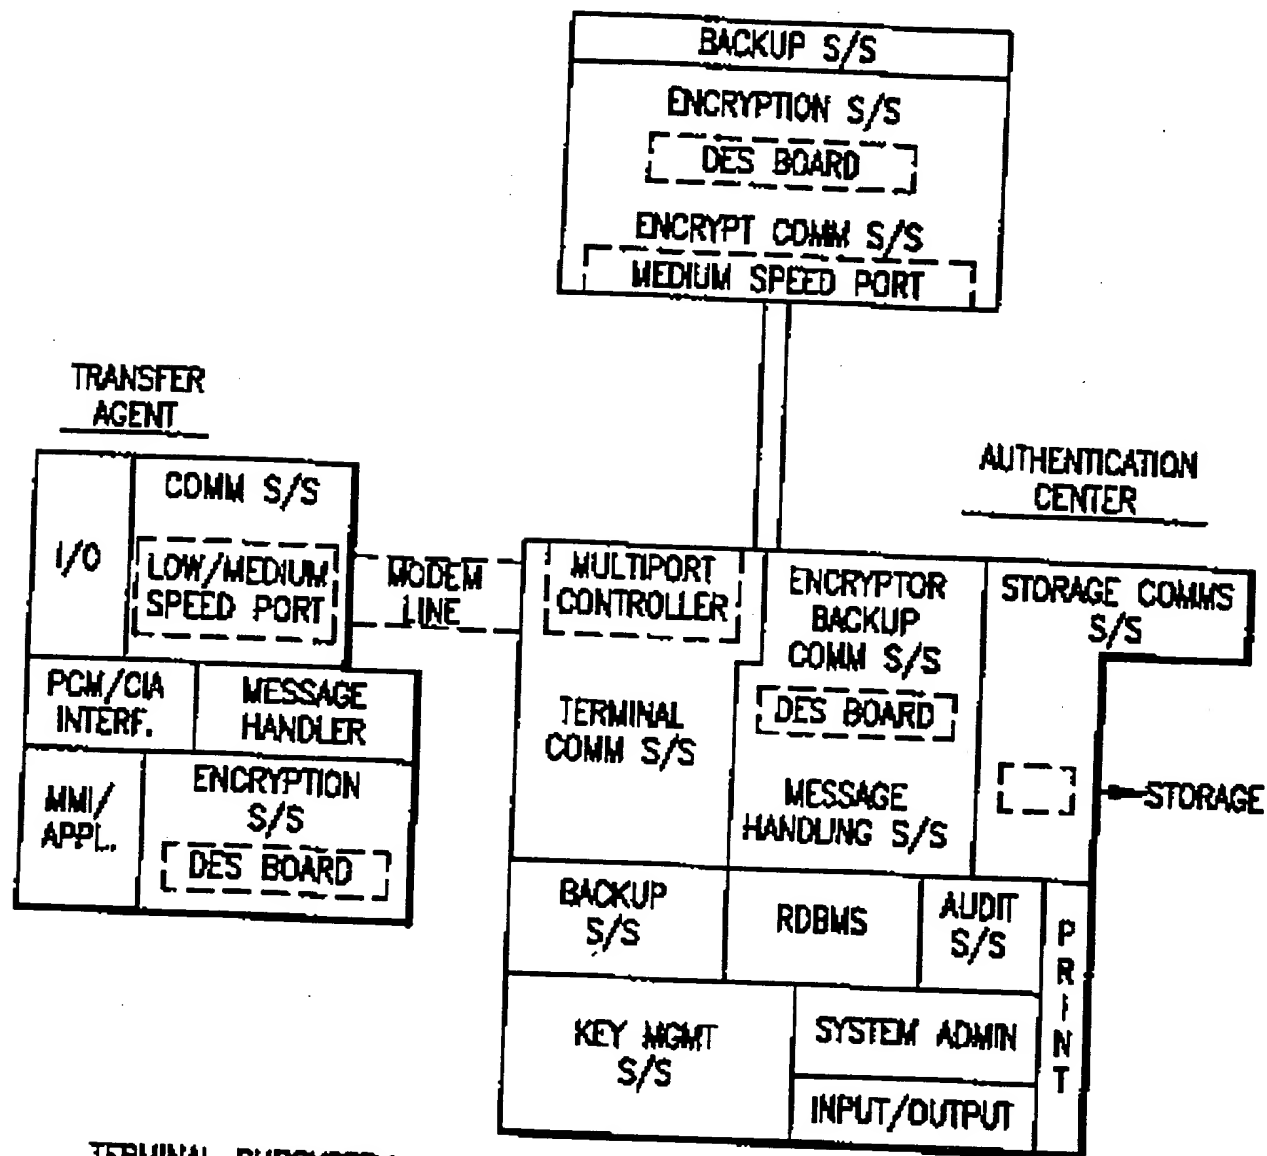 BACKUP S/S
ENCRYPTION S/S
DES BOARD
ENCRYPT COMM S/S
MEDIUM SPEED PORT
TRANSFER
AGENT
I/O
COMM S/S
LOW/MEDIUM
SPEED PORT
MODEM
LINE
PCM/CIA
INTERF.
MESSAGE
HANDLER
MMI/
APPL.
ENCRYPTION
S/S
DES BOARD
AUTHENTICATION
CENTER
MULTIPORT
CONTROLLER
TERMINAL
COMM S/S
ENCRYPTOR
BACKUP
COMM S/S
DES BOARD
MESSAGE
HANDLING S/S
STORAGE COMMS
S/S
STORAGE
BACKUP
S/S
RDBMS
AUDIT
S/S
PRINT
KEY MGMT
S/S
SYSTEM ADMIN
INPUT/OUTPUT
TERMINAL